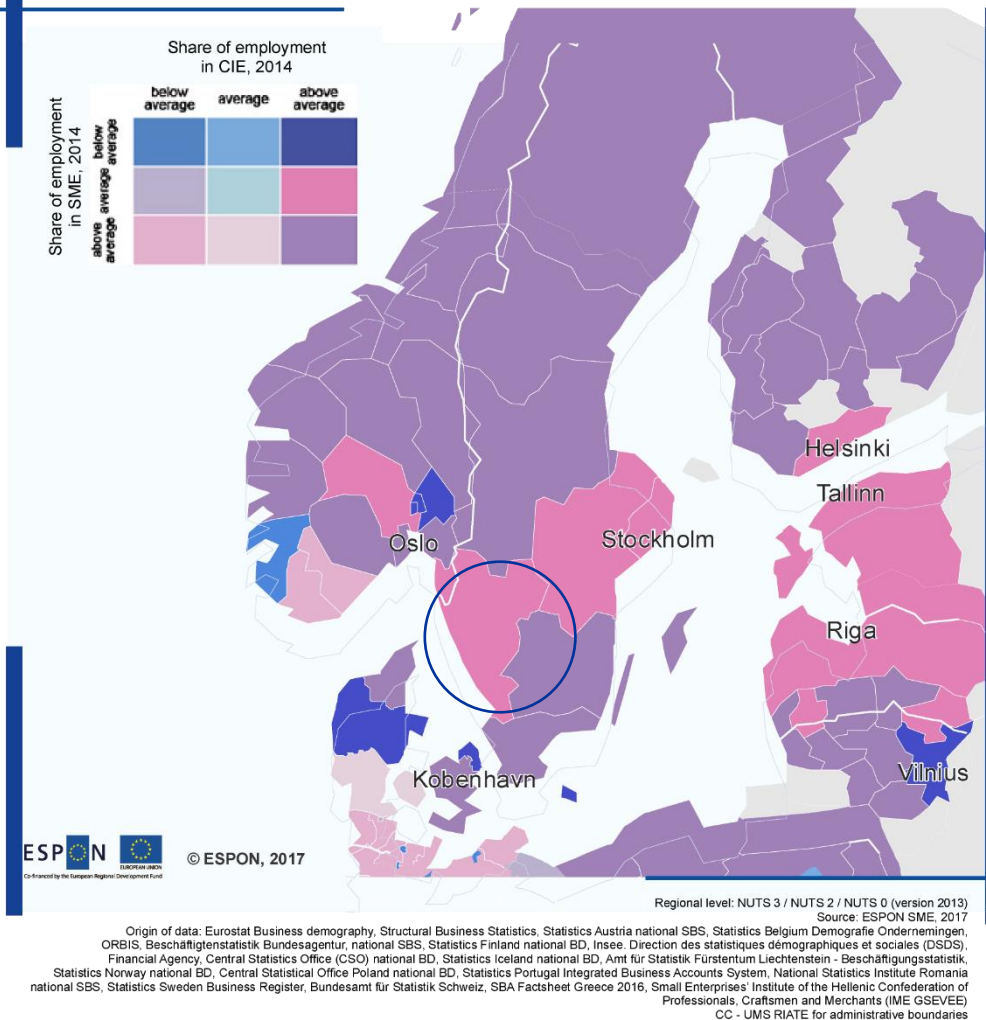 Share of employment
in CIE, 2014
below
average
average
above
average
Share of employment
in SME, 2014
below
average
average
above
average
Helsinki
Tallinn
Oslo
Stockholm
Riga
Kobenhavn
Vilnius
ESPON
EUROPEAN UNION
Co-financed by the European Regional Development Fund
© ESPON, 2017
Regional level: NUTS 3 / NUTS 2 / NUTS 0 (version 2013)
Source: ESPON SME, 2017
Origin of data: Eurostat Business demography, Structural Business Statistics, Statistics Austria national SBS, Statistics Belgium Demografie Ondernemingen,
ORBIS, Beschäftigtenstatistik Bundesagentur, national SBS, Statistics Finland national BD, Insee. Direction des statistiques démographiques et sociales (DSDS),
Financial Agency, Central Statistics Office (CSO) national BD, Statistics Iceland national BD, Amt für Statistik Fürstentum Liechtenstein - Beschäftigungsstatistik,
Statistics Norway national BD, Central Statistical Office Poland national BD, Statistics Portugal Integrated Business Accounts System, National Statistics Institute Romania
national SBS, Statistics Sweden Business Register, Bundesamt für Statistik Schweiz, SBA Factsheet Greece 2016, Small Enterprises' Institute of the Hellenic Confederation of
Professionals, Craftsmen and Merchants (IME GSEVEE)
CC - UMS RIATE for administrative boundaries